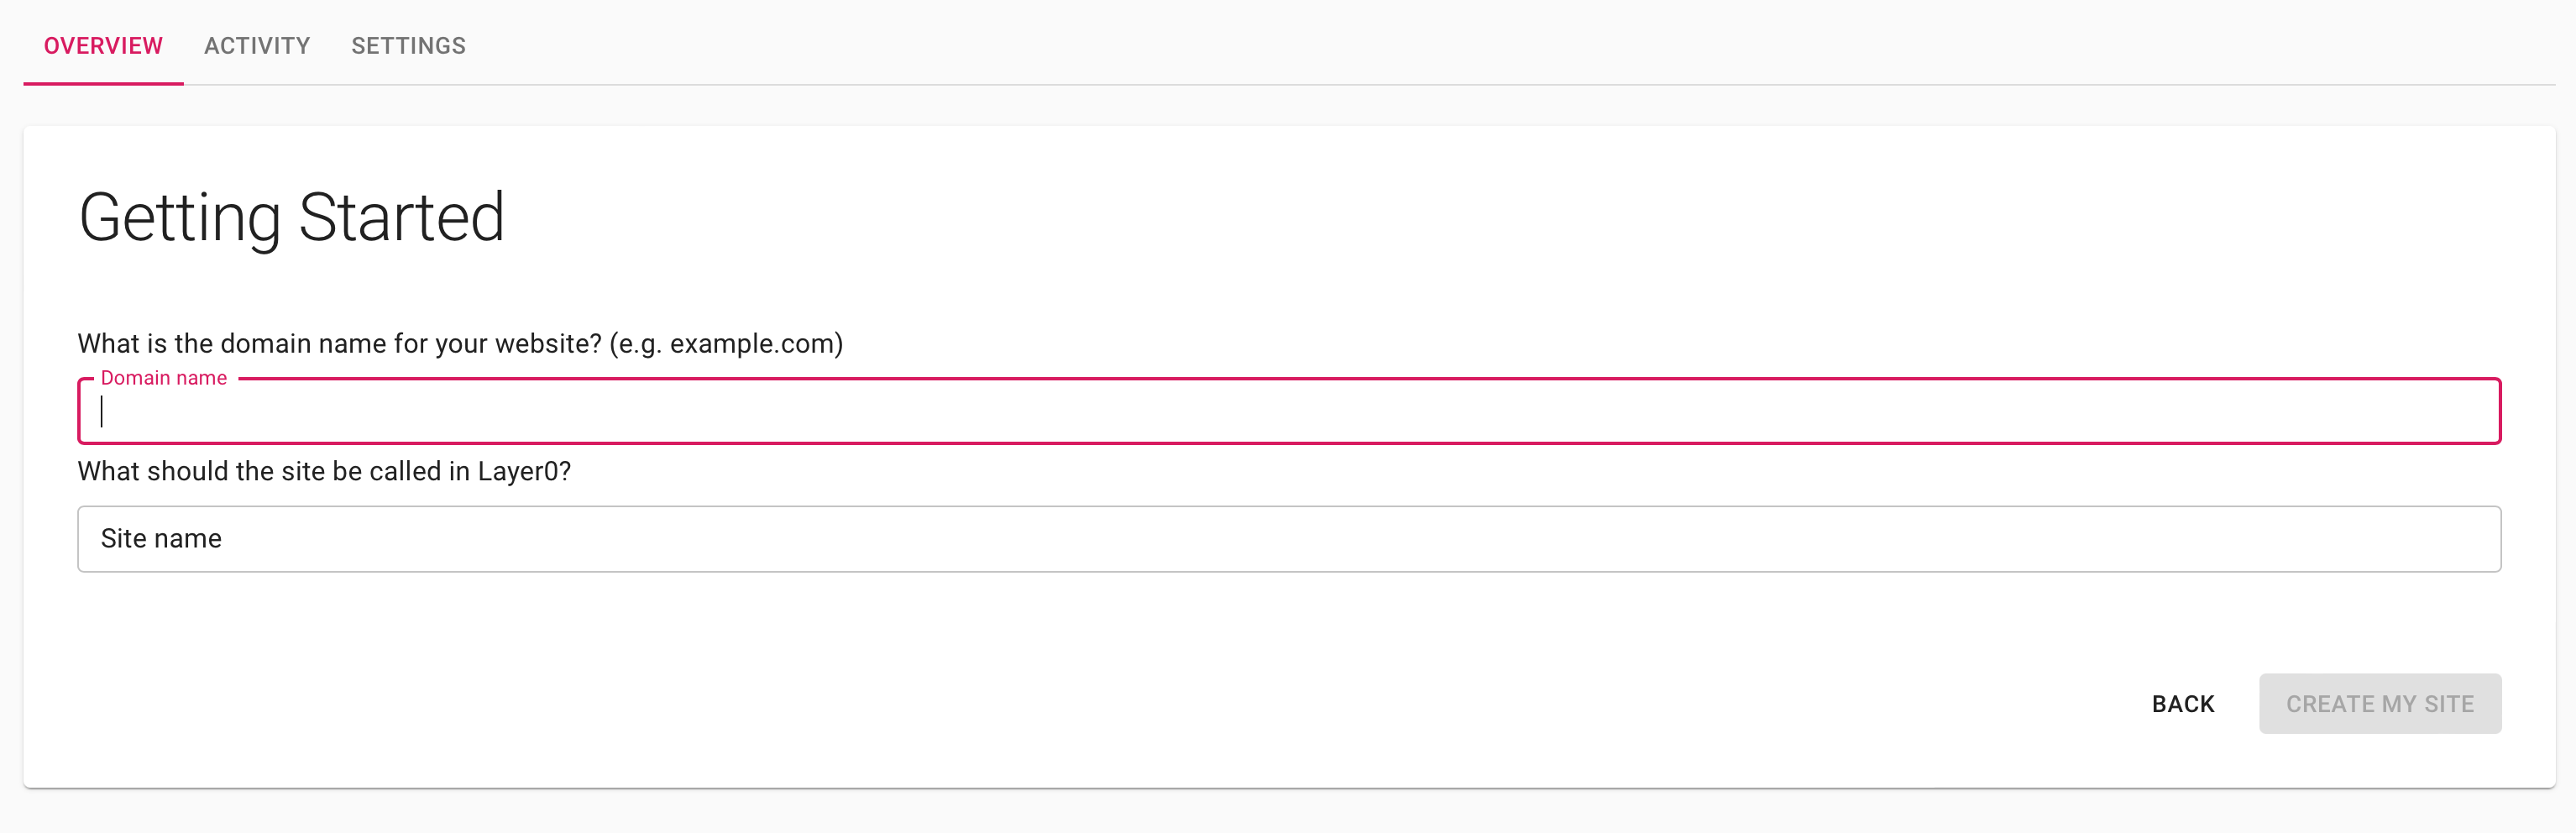 OVERVIEW ACTIVITY SETTINGS
Getting Started
What is the domain name for your website? (e.g. example.com)
Domain name
What should the site be called in Layer0?
Site name
BACK CREATE MY SITE